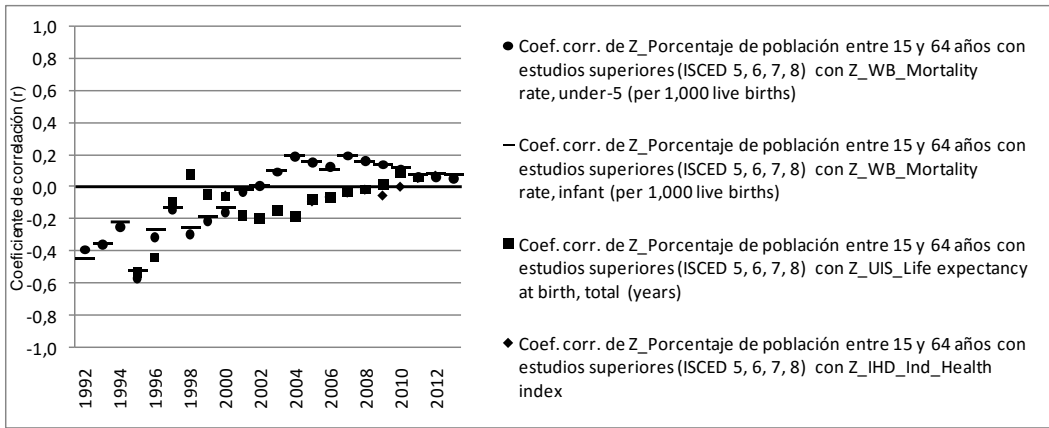 1,0
0,8
0,6
0,4
0,2
0,0
-0,2
-0,4
-0,6
-0,8
-1,0
Coeficiente de correlación (r)
1992
1994
1996
1998
2000
2002
2004
2006
2008
2010
2012
Coef. corr. de Z_Porcentaje de población entre 15 y 64 años con
estudios superiores (ISCED 5, 6, 7, 8) con Z_WB_Mortality
rate, under-5 (per 1,000 live births)
Coef. corr. de Z_Porcentaje de población entre 15 y 64 años con
estudios superiores (ISCED 5, 6, 7, 8) con Z_WB_Mortality
rate, infant (per 1,000 live births)
Coef. corr. de Z_Porcentaje de población entre 15 y 64 años con
estudios superiores (ISCED 5, 6, 7, 8) con Z_UIS_Life expectancy
at birth, total (years)
Coef. corr. de Z_Porcentaje de población entre 15 y 64 años con
estudios superiores (ISCED 5, 6, 7, 8) con Z_IHD_Ind_Health
index